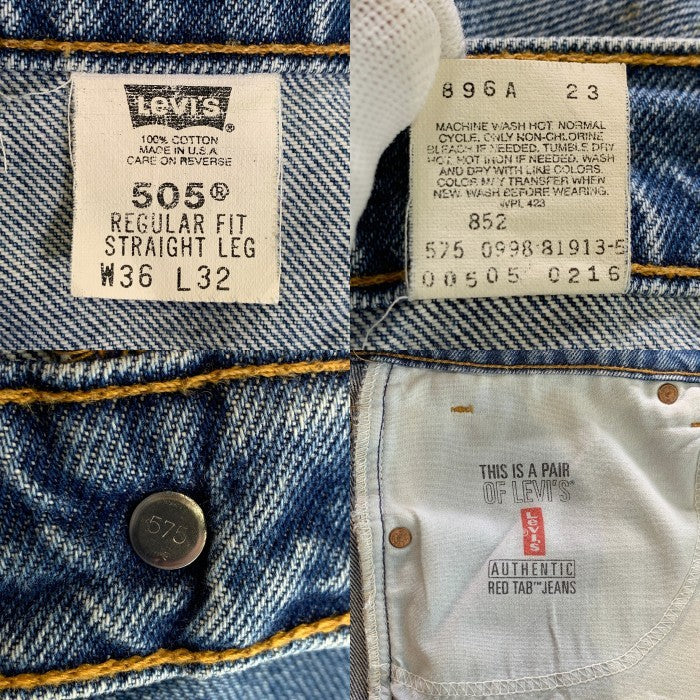 Levi's
®
100% COTTON
MADE IN U.S.A
CARE ON REVERSE
505®
REGULAR FIT
STRAIGHT LEG
W36 L32
896A 23
MACHINE WASH HOT NORMAL
CYCLE. ONLY NON-CHLORINE
BLEACH IF NEEDED. TUMBLE DRY
HOT. HOT IRON IF NEEDED. WASH
AND DRY WITH LIKE COLORS.
COLOR MAY TRANSFER WHEN
NEW. WASH BEFORE WEARING.
WPL 423
852
575 0998 81913-5
00505 0216
575
THIS IS A PAIR
OF LEVI'S®
Levi's
AUTHENTIC
RED TAB™ JEANS